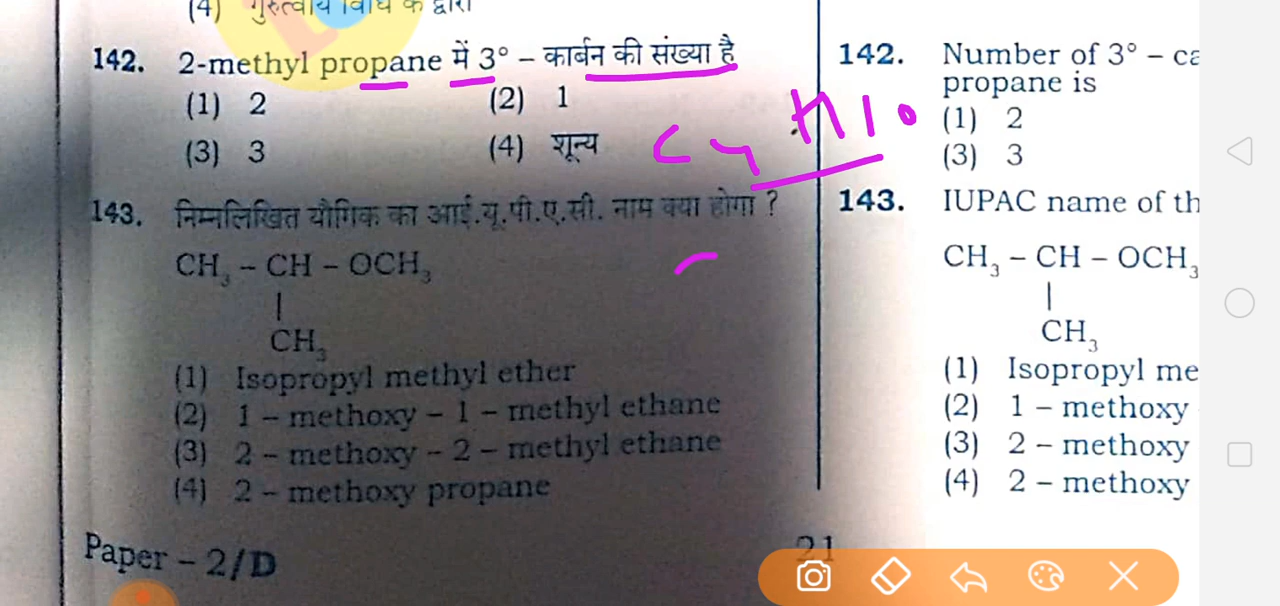 (4) गुरुत्वीय विधि के द्वारा
142. 2-methyl propane में 3° – कार्बन की संख्या है
(1) 2 (2) 1
(3) 3 (4) शून्य
C4H10
143. निम्नलिखित यौगिक का आई.यू.पी.ए.सी. नाम क्या होगा ?
CH3 – CH – OCH3
|
CH3
(1) Isopropyl methyl ether
(2) 1 – methoxy – 1 – methyl ethane
(3) 2 – methoxy – 2 – methyl ethane
(4) 2 – methoxy propane
Paper – 2/D
21
142. Number of 3° – ca
propane is
(1) 2
(3) 3
143. IUPAC name of th
CH3 – CH – OCH3
|
CH3
(1) Isopropyl me
(2) 1 – methoxy
(3) 2 – methoxy
(4) 2 – methoxy